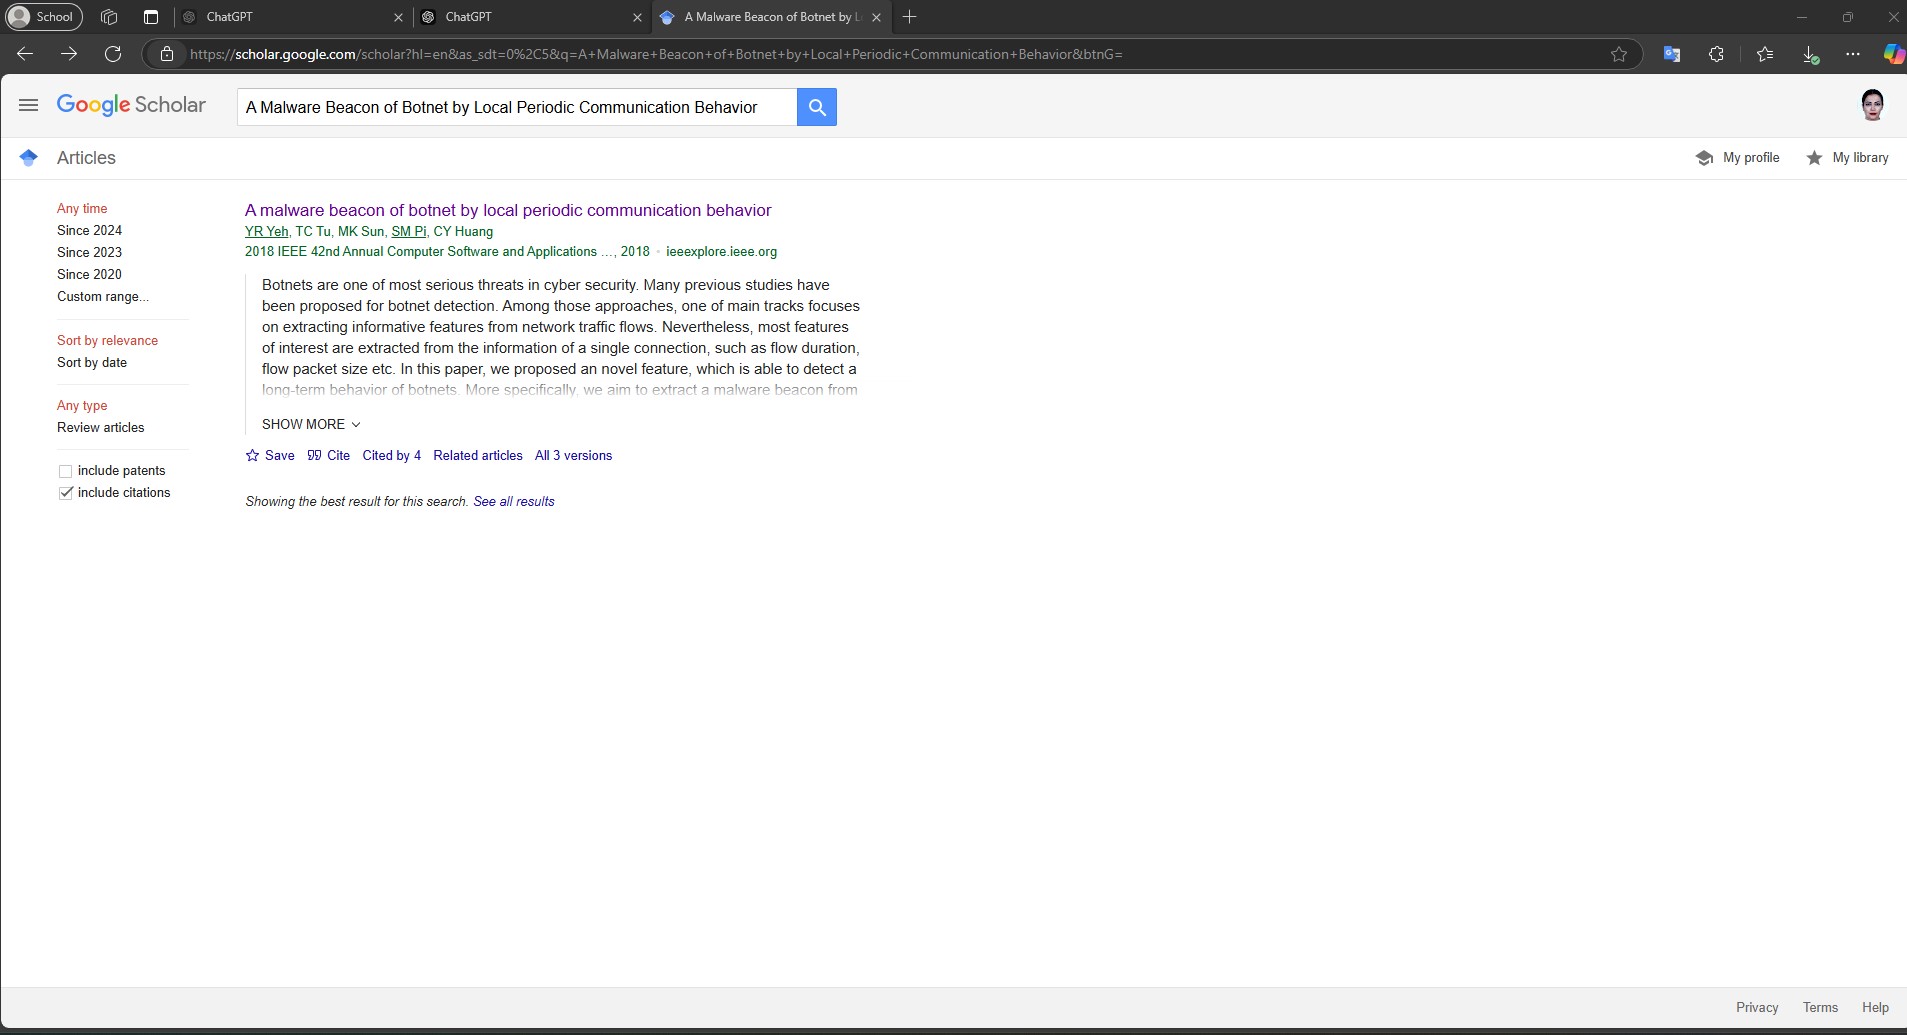 School
ChatGPT
ChatGPT
A Malware Beacon of Botnet by L
https://scholar.google.com/scholar?hl=en&as_sdt=0%2C5&q=A+Malware+Beacon+of+Botnet+by+Local+Periodic+Communication+Behavior&btnG=
Google Scholar
A Malware Beacon of Botnet by Local Periodic Communication Behavior
Articles
My profile
My library
Any time
Since 2024
Since 2023
Since 2020
Custom range...
Sort by relevance
Sort by date
Any type
Review articles
include patents
include citations
A malware beacon of botnet by local periodic communication behavior
YR Yeh, TC Tu, MK Sun, SM Pi, CY Huang
2018 IEEE 42nd Annual Computer Software and Applications …, 2018 · ieeexplore.ieee.org
Botnets are one of most serious threats in cyber security. Many previous studies have
been proposed for botnet detection. Among those approaches, one of main tracks focuses
on extracting informative features from network traffic flows. Nevertheless, most features
of interest are extracted from the information of a single connection, such as flow duration,
flow packet size etc. In this paper, we proposed an novel feature, which is able to detect a
long-term behavior of botnets. More specifically, we aim to extract a malware beacon from
SHOW MORE
Save Cite Cited by 4 Related articles All 3 versions
Showing the best result for this search. See all results
Privacy Terms Help